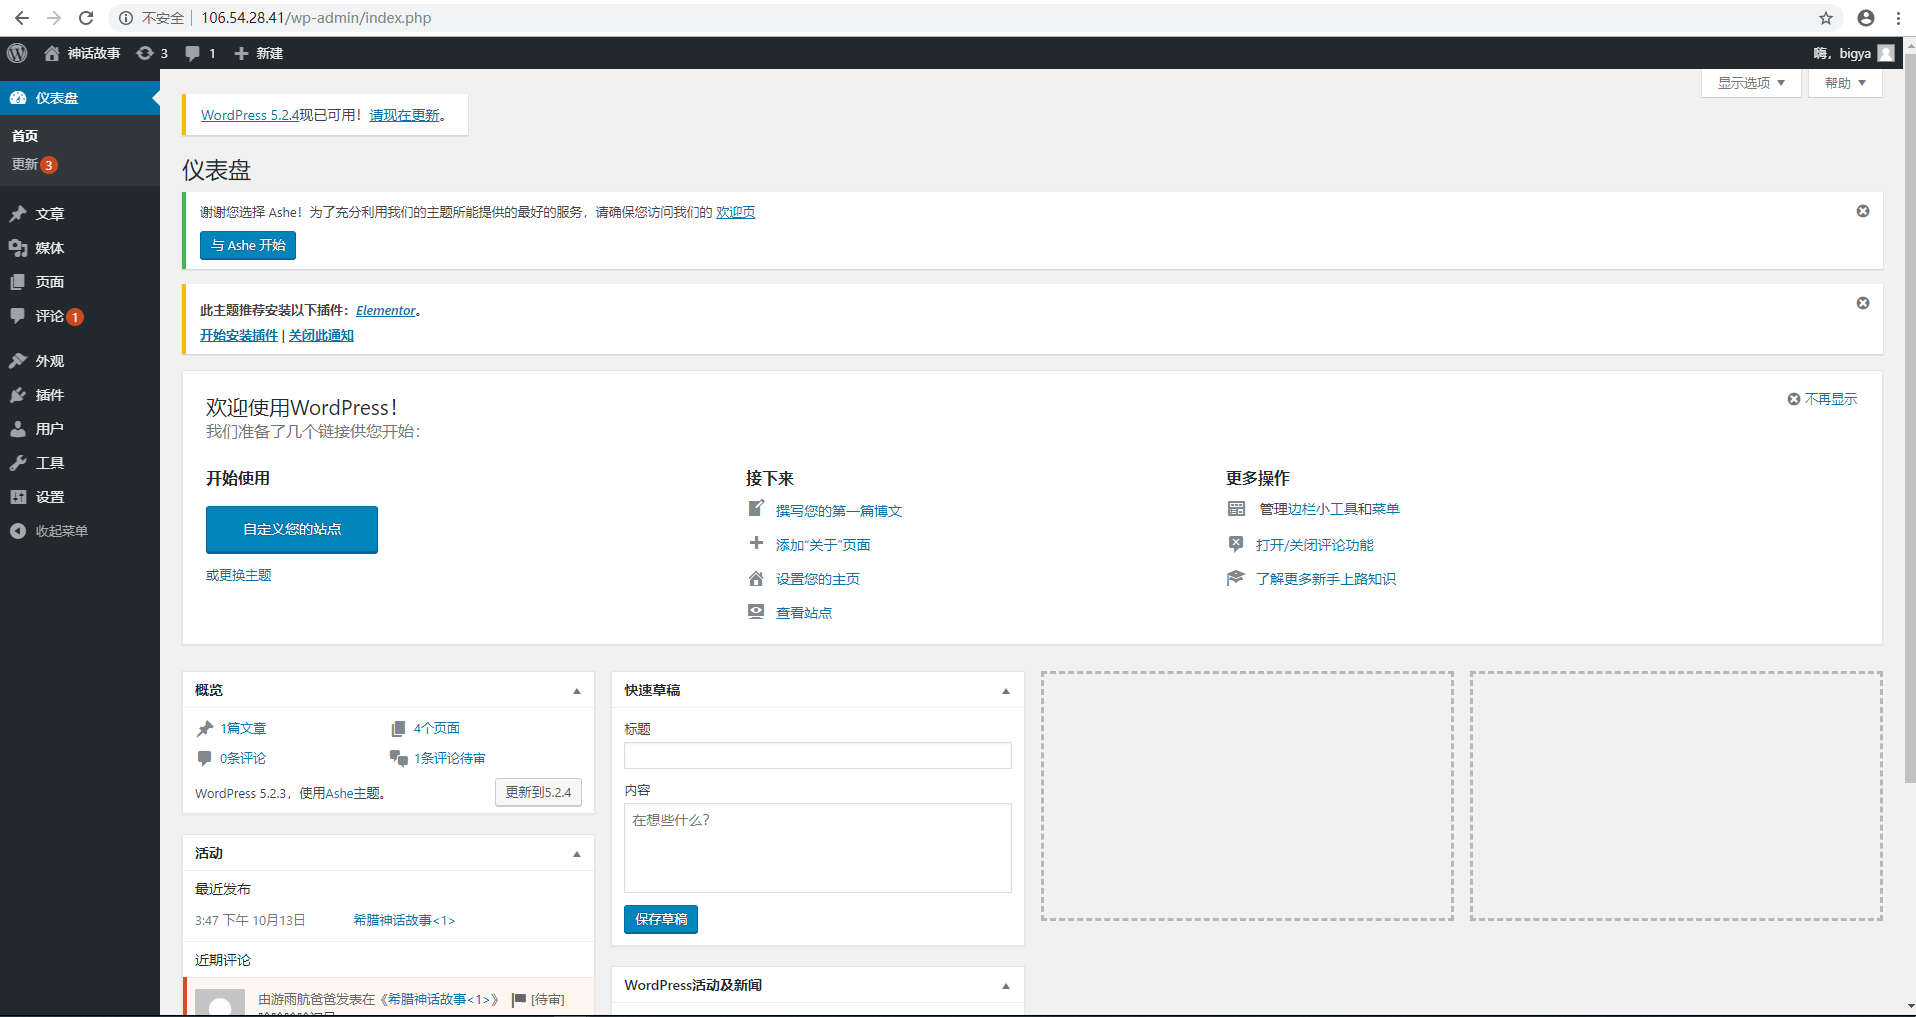 不安全 106.54.28.41/wp-admin/index.php
神话故事 3 1 新建 嗨，bigya
仪表盘
首页
更新 3
文章
媒体
页面
评论 1
外观
插件
用户
工具
设置
收起菜单
显示选项 帮助
WordPress 5.2.4现已可用！请现在更新。
仪表盘
谢谢您选择 Ashe！为了充分利用我们的主题所能提供的最好的服务，请确保您访问我们的 欢迎页
与 Ashe 开始
此主题推荐安装以下插件：Elementor。
开始安装插件 | 关闭此通知
不再显示
欢迎使用WordPress！
我们准备了几个链接供您开始：
开始使用
自定义您的站点
或更换主题
接下来
撰写您的第一篇博文
添加“关于”页面
设置您的主页
查看站点
更多操作
管理边栏小工具和菜单
打开/关闭评论功能
了解更多新手上路知识
概览
1篇文章 4个页面
0条评论 1条评论待审
WordPress 5.2.3，使用Ashe主题。 更新到5.2.4
活动
最近发布
3:47 下午 10月13日 希腊神话故事<1>
近期评论
由游雨航爸爸发表在《希腊神话故事<1>》 [待审]
快速草稿
标题
内容
在想些什么？
保存草稿
WordPress活动及新闻